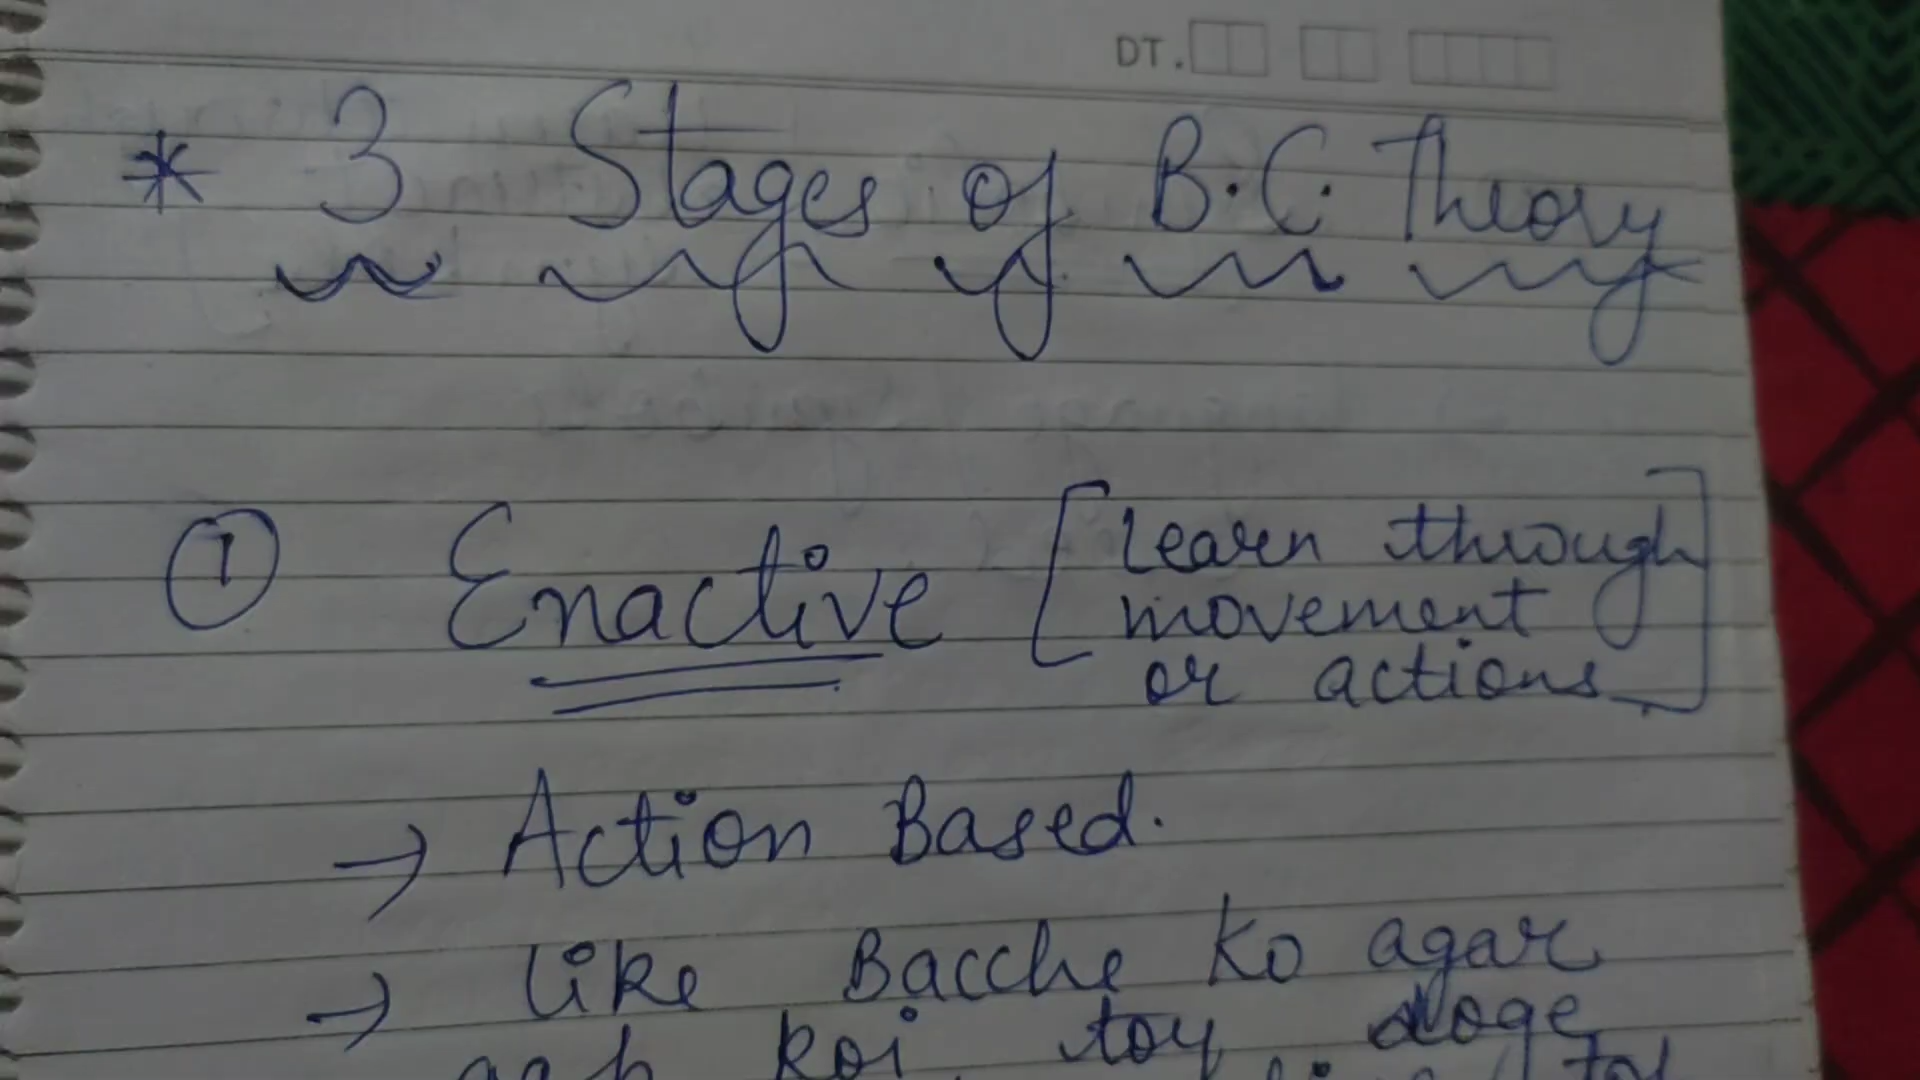 DT.
* 3 Stages of B.C. Theory
① Enactive [learn through
movement
or actions]
→ Action Based.
→ like Bacche ko agar
aap koi toy doge